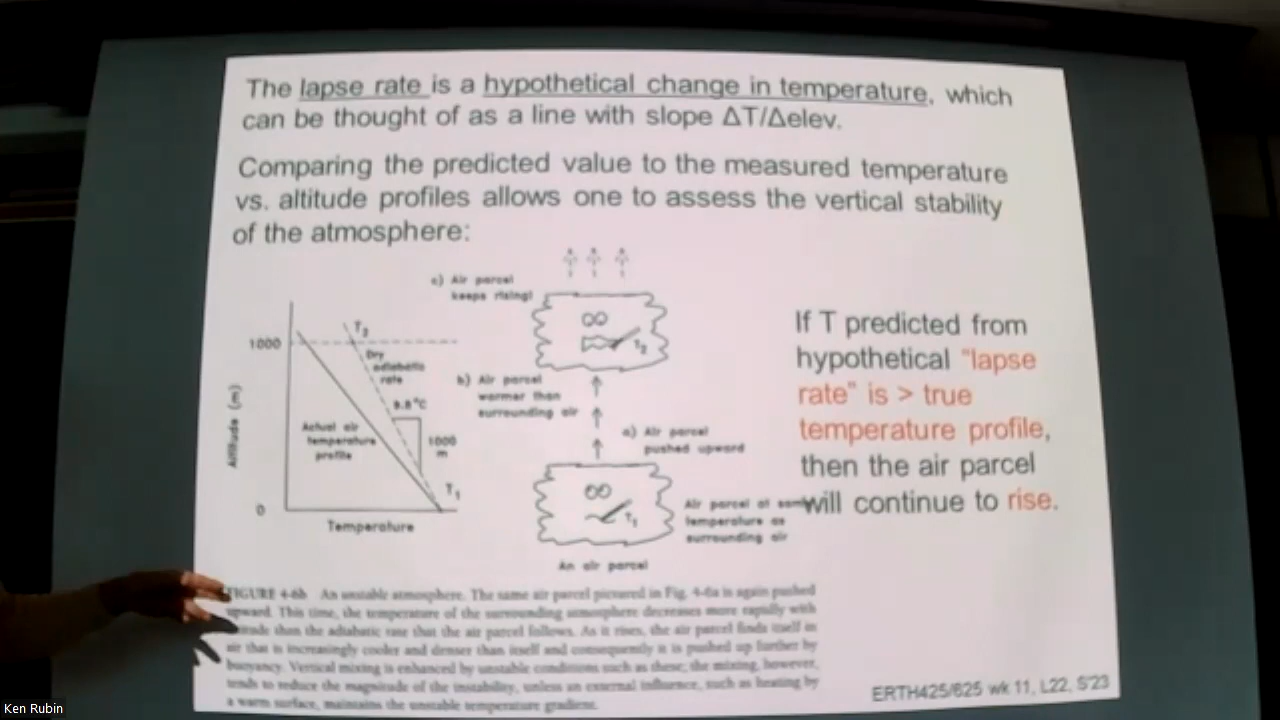 The lapse rate is a hypothetical change in temperature, which
can be thought of as a line with slope ΔT/Δelev.
Comparing the predicted value to the measured temperature
vs. altitude profiles allows one to assess the vertical stability
of the atmosphere:
c) Air parcel
keeps rising!
1000
T2
Dry
adiabatic
rate
9.8°C
1000
m
Actual air
temperature
profile
Altitude (m)
T1
0
Temperature
T2
b) Air parcel
warmer than
surrounding air
a) Air parcel
pushed upward
T1
Air parcel at same
temperature as
surrounding air
An air parcel
If T predicted from
hypothetical "lapse
rate" is > true
temperature profile,
then the air parcel
will continue to rise.
FIGURE 4-6b An unstable atmosphere. The same air parcel pictured in Fig. 4-6a is again pushed
upward. This time, the temperature of the surrounding atmosphere decreases more rapidly with
than the adiabatic rate that the air parcel follows. As it rises, the air parcel finds itself in
air that is increasingly cooler and denser than itself and consequently it is pushed up further by
buoyancy. Vertical mixing is enhanced by unstable conditions such as these; the mixing, however,
tends to reduce the magnitude of the instability, unless an external influence, such as heating by
a warm surface, maintains the unstable temperature gradient.
ERTH425/625 wk 11, L22, S'23
Ken Rubin